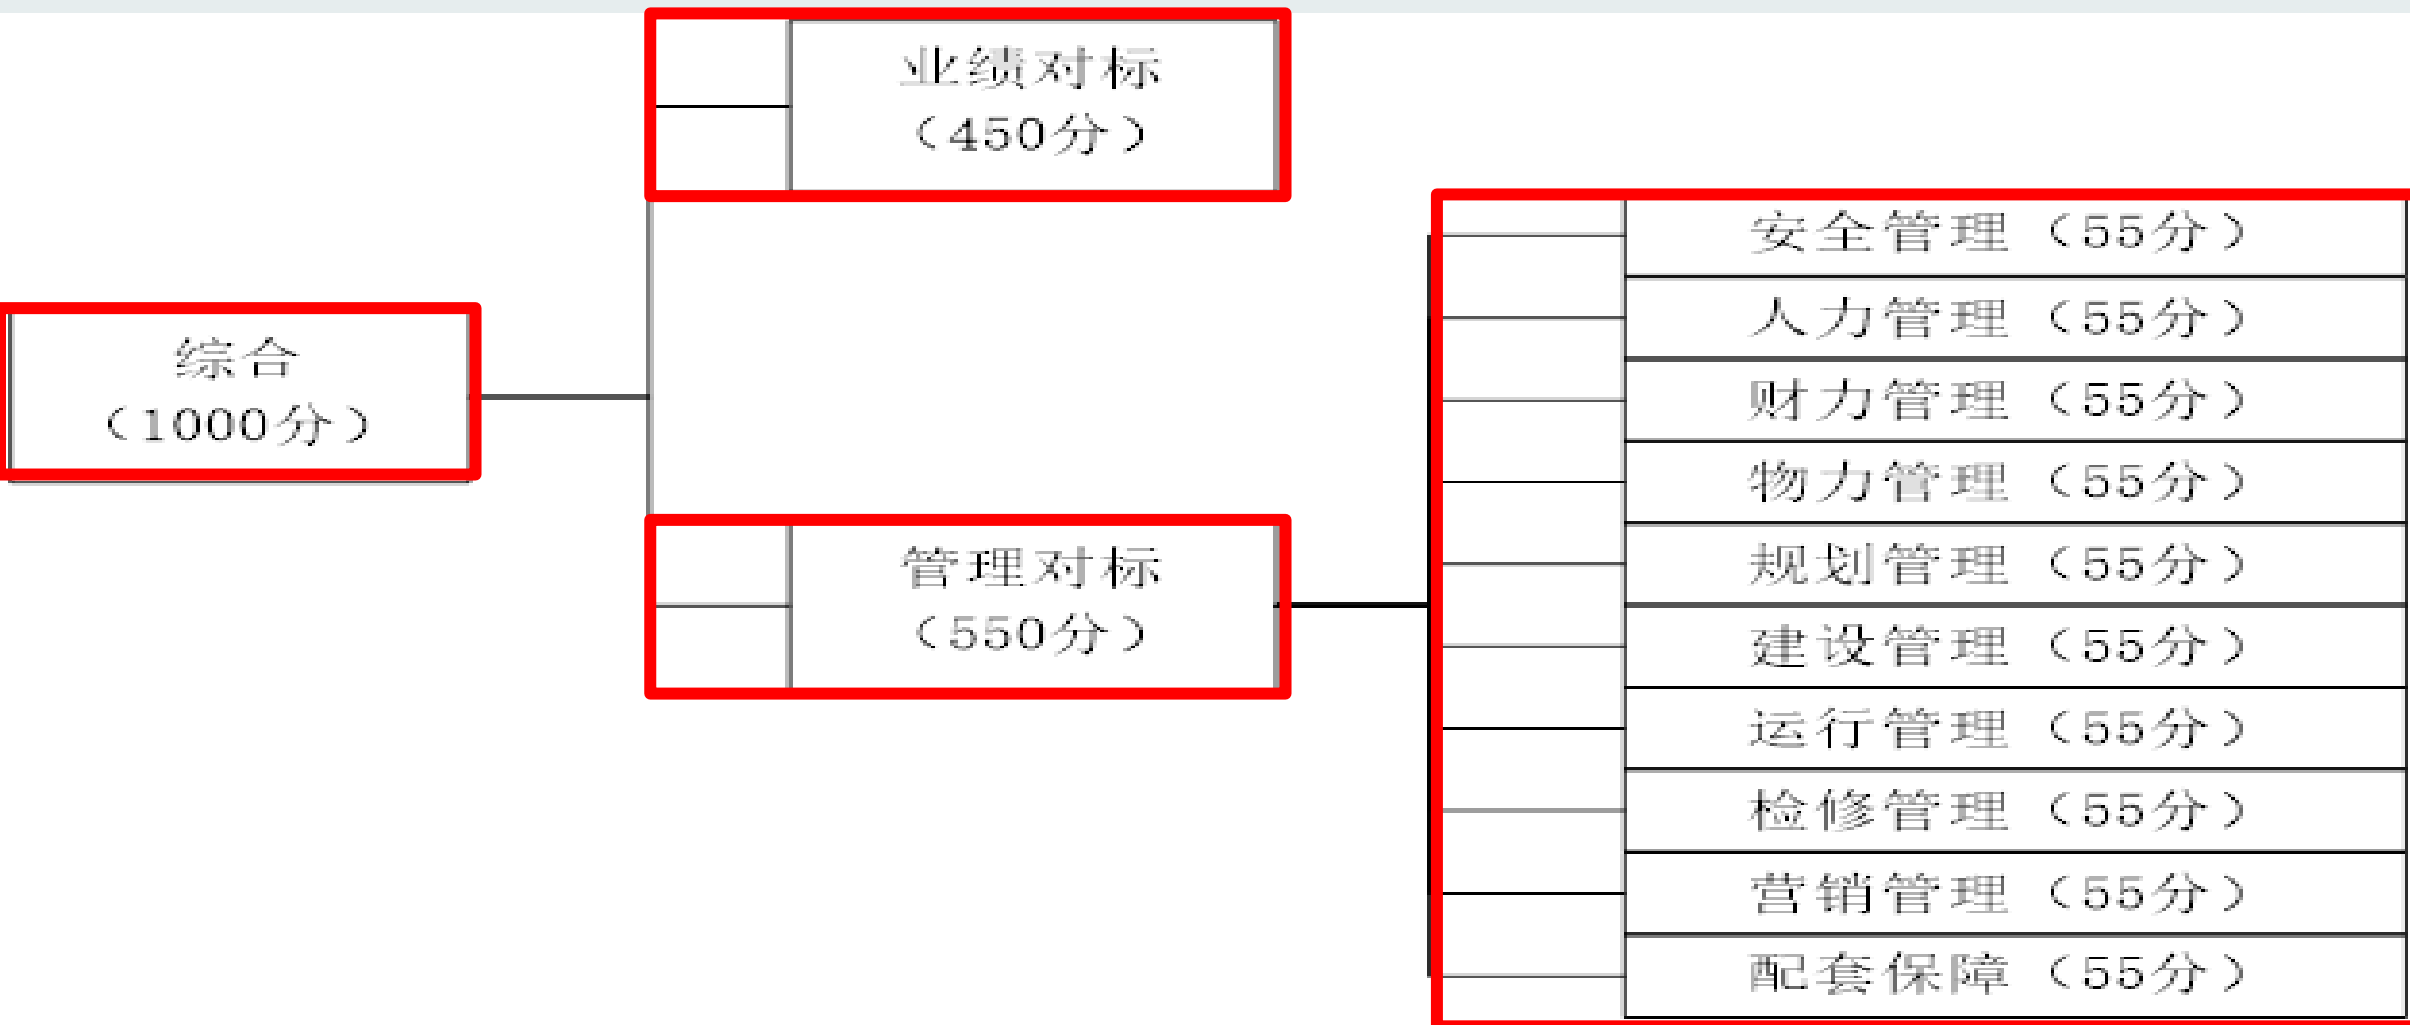 业绩对标
（450分）
综合
（1000分）
管理对标
（550分）
安全管理（55分）
人力管理（55分）
财力管理（55分）
物力管理（55分）
规划管理（55分）
建设管理（55分）
运行管理（55分）
检修管理（55分）
营销管理（55分）
配套保障（55分）